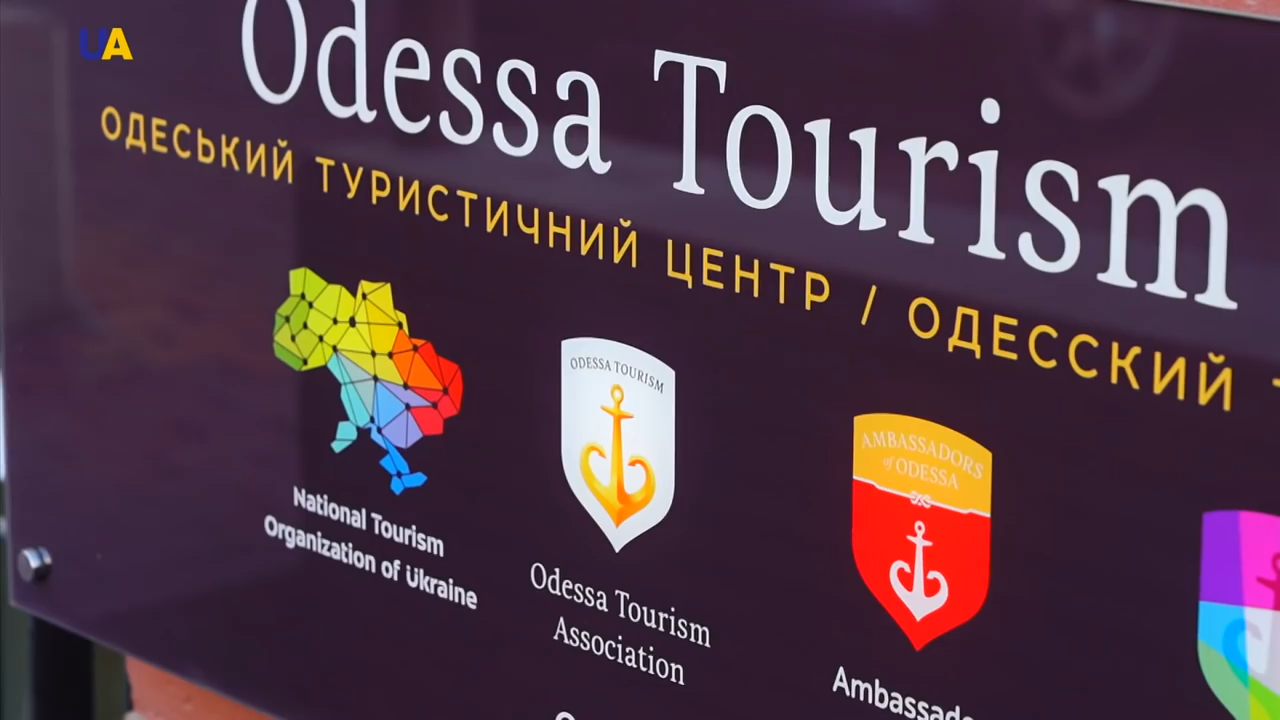 UA
Odessa Tourism
ОДЕСЬКИЙ ТУРИСТИЧНИЙ ЦЕНТР / ОДЕССКИЙ
ODESSA TOURISM
AMBASSADORS
of ODESSA
National Tourism
Organization of Ukraine
Odessa Tourism
Association